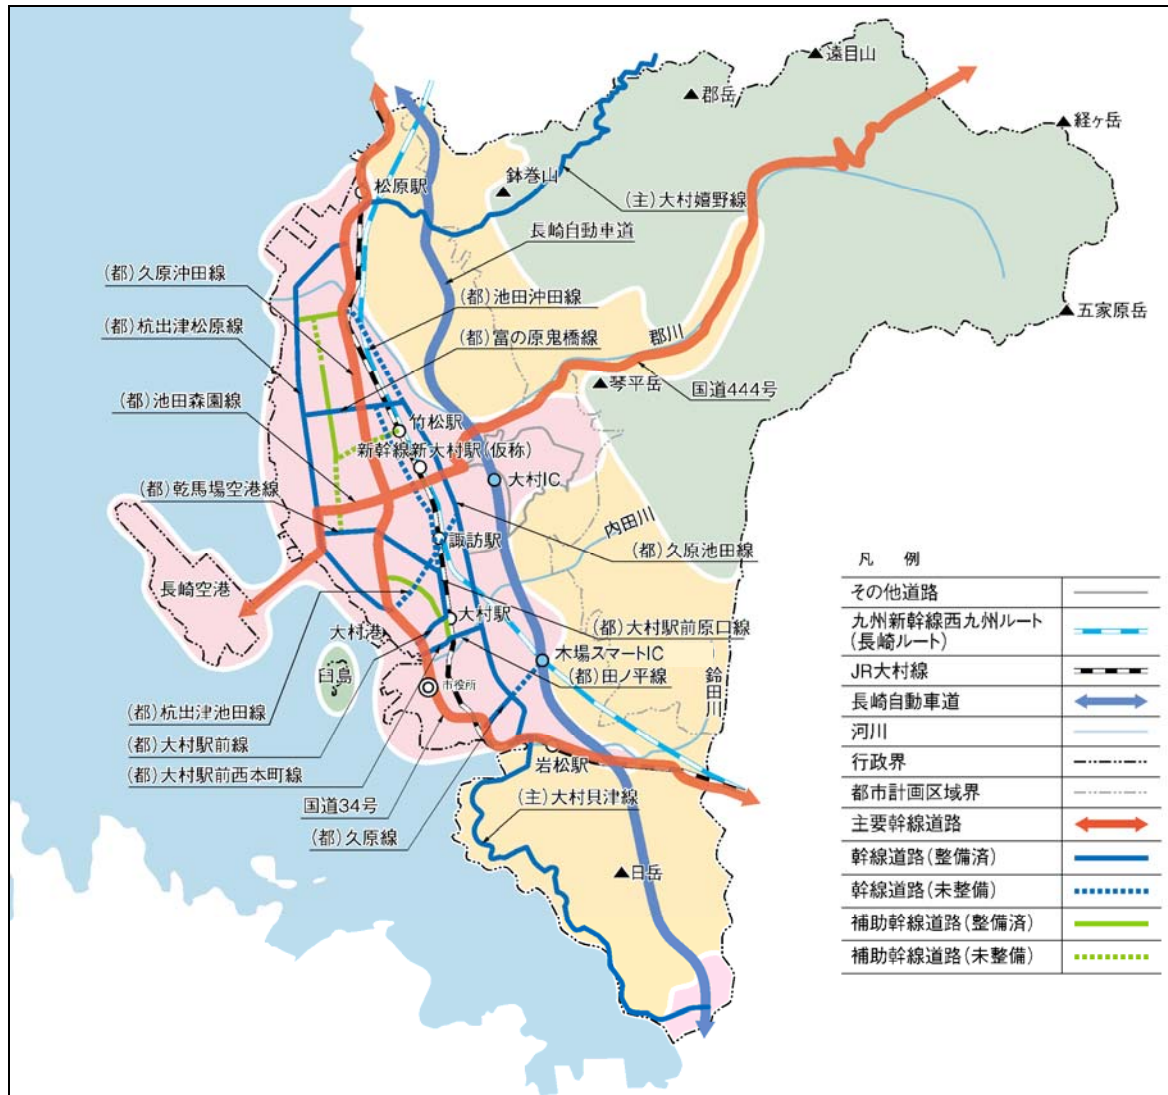 ▲遠目山
▲郡岳
▲経ヶ岳
鉢巻山
▲
松原駅
(主)大村嬉野線
長崎自動車道
(都)久原沖田線
(都)池田沖田線
▲五家原岳
(都)杭出津松原線
(都)富の原鬼橋線
郡川
国道444号
▲琴平岳
(都)池田森園線
竹松駅
新幹線新大村駅(仮称)
大村IC
(都)乾馬場空港線
内田川
諏訪駅
(都)久原池田線
長崎空港
大村駅
大村港
(都)大村駅前原口線
木場スマートIC
臼島
市役所
(都)田ノ平線
鈴田川
(都)杭出津池田線
(都)大村駅前線
岩松駅
(都)大村駅前西本町線
国道34号
(主)大村貝津線
(都)久原線
▲日岳
凡 例
その他道路
九州新幹線西九州ルート
(長崎ルート)
JR大村線
長崎自動車道
河川
行政界
都市計画区域界
主要幹線道路
幹線道路(整備済)
幹線道路(未整備)
補助幹線道路(整備済)
補助幹線道路(未整備)